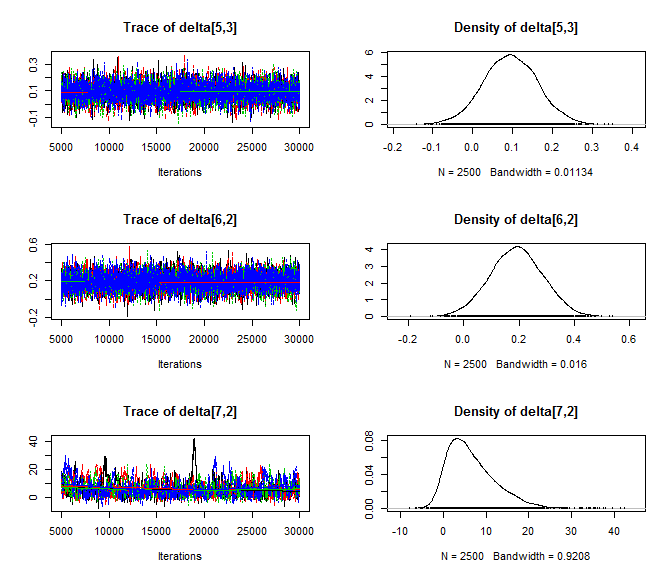 Trace of delta[5,3]
-0.1 0.1 0.3
5000 10000 15000 20000 25000 30000
Iterations
Density of delta[5,3]
0 2 4 6
-0.2 -0.1 0.0 0.1 0.2 0.3 0.4
N = 2500 Bandwidth = 0.01134
Trace of delta[6,2]
-0.2 0.2 0.6
5000 10000 15000 20000 25000 30000
Iterations
Density of delta[6,2]
0 1 2 3 4
-0.2 0.0 0.2 0.4 0.6
N = 2500 Bandwidth = 0.016
Trace of delta[7,2]
0 20 40
5000 10000 15000 20000 25000 30000
Iterations
Density of delta[7,2]
0.00 0.04 0.08
-10 0 10 20 30 40
N = 2500 Bandwidth = 0.9208